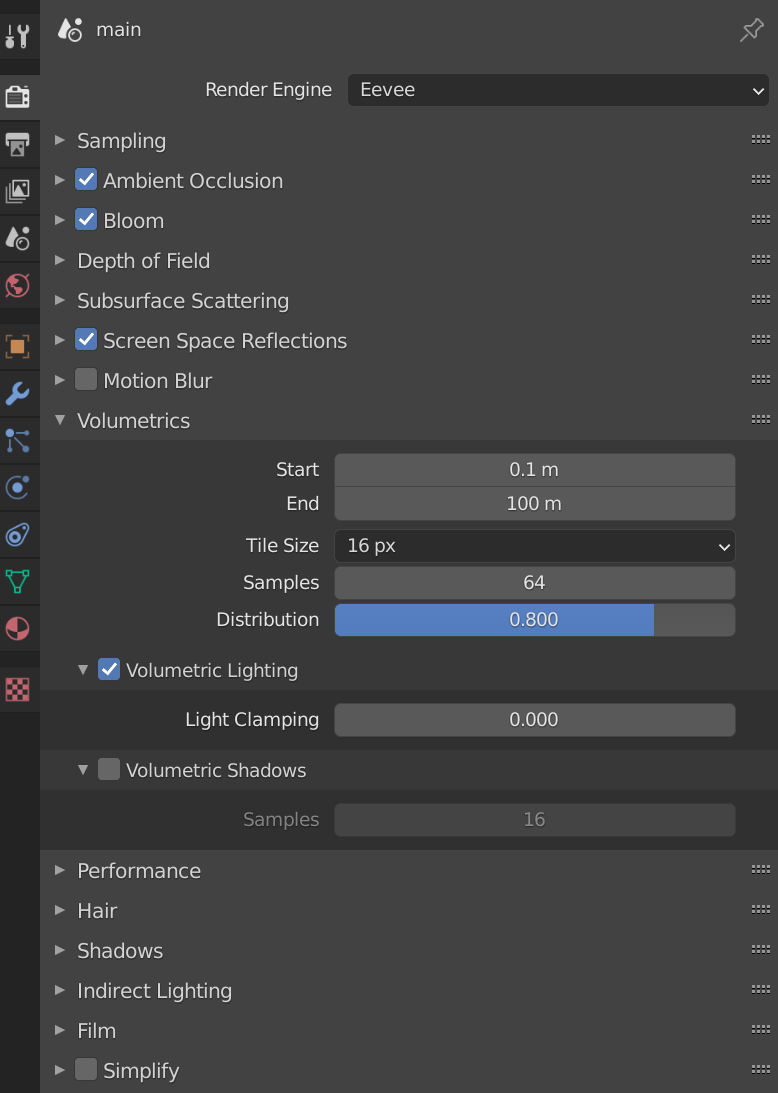 main
Render Engine Eevee
Sampling
Ambient Occlusion
Bloom
Depth of Field
Subsurface Scattering
Screen Space Reflections
Motion Blur
Volumetrics
Start 0.1 m
End 100 m
Tile Size 16 px
Samples 64
Distribution 0.800
Volumetric Lighting
Light Clamping 0.000
Volumetric Shadows
Samples 16
Performance
Hair
Shadows
Indirect Lighting
Film
Simplify